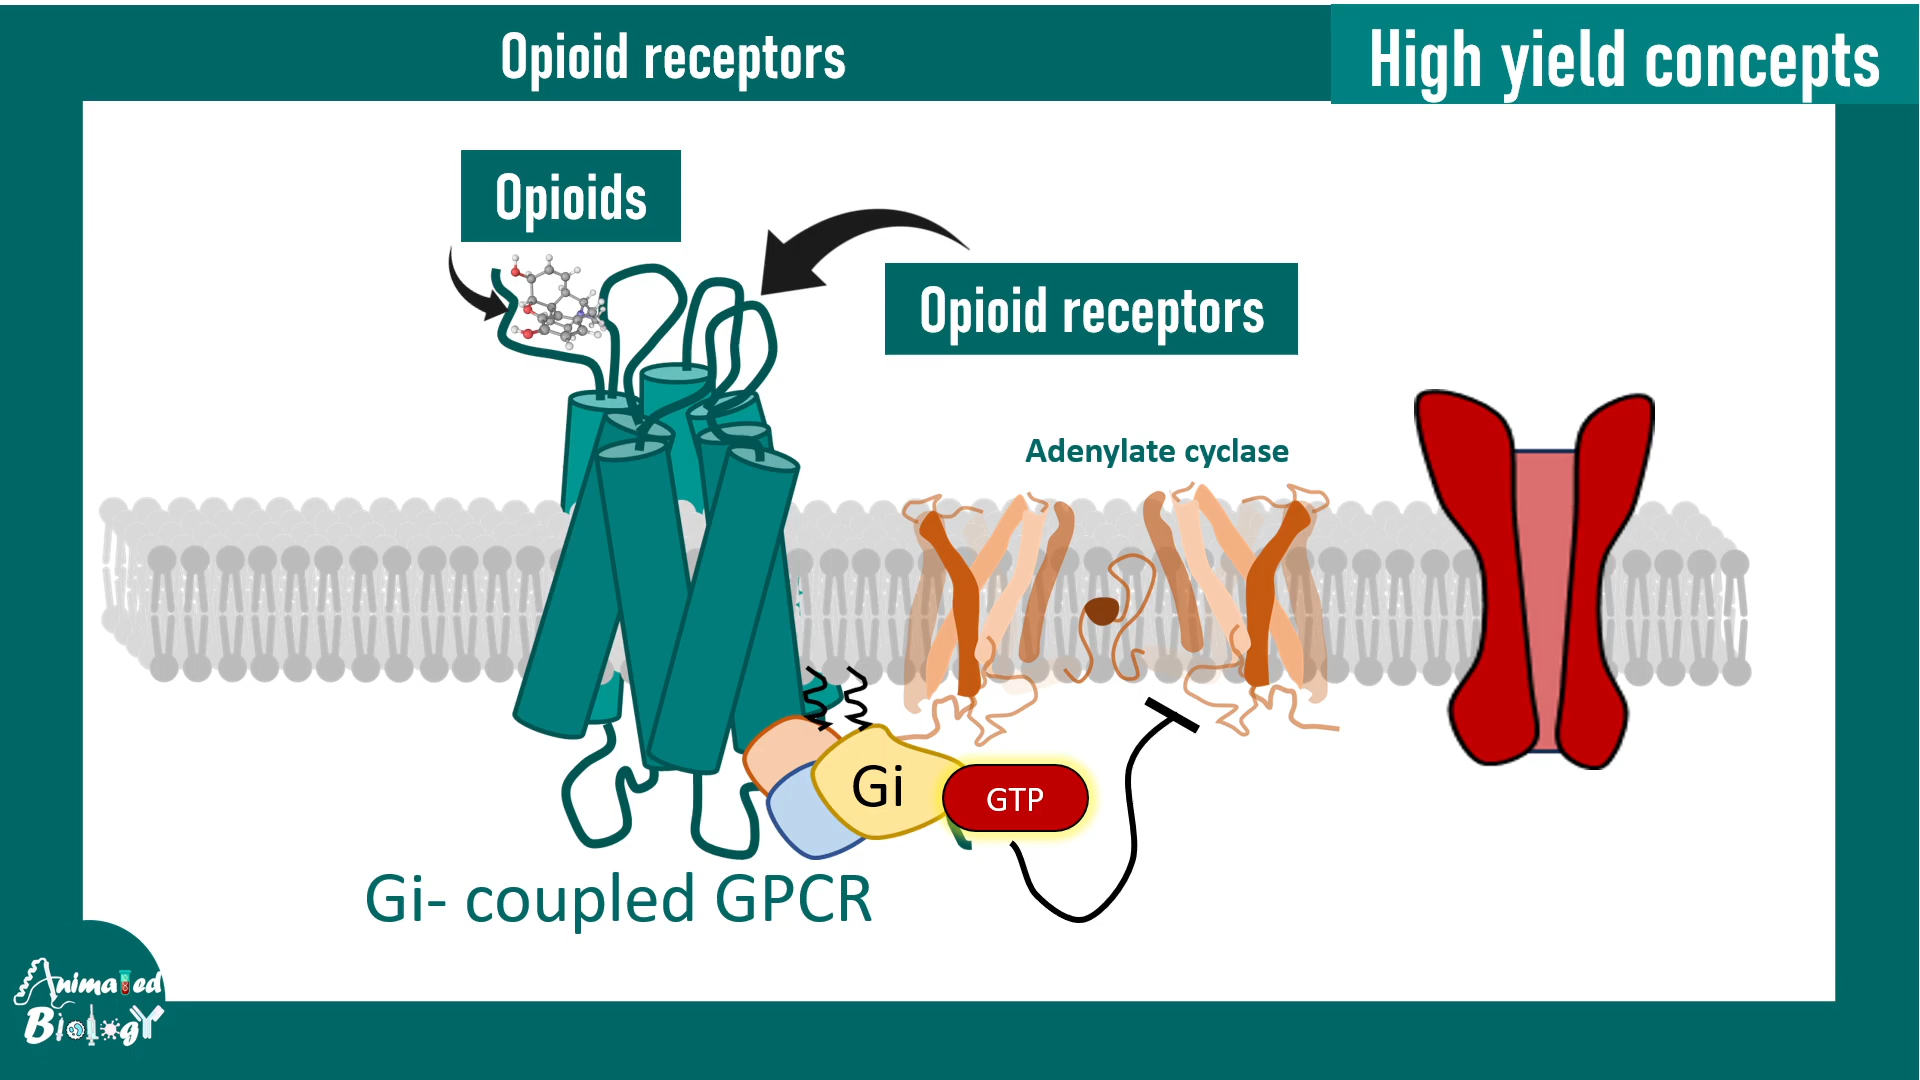 Opioid receptors
High yield concepts
Opioids
Opioid receptors
Adenylate cyclase
Gi
GTP
Gi- coupled GPCR
Animated
Biology